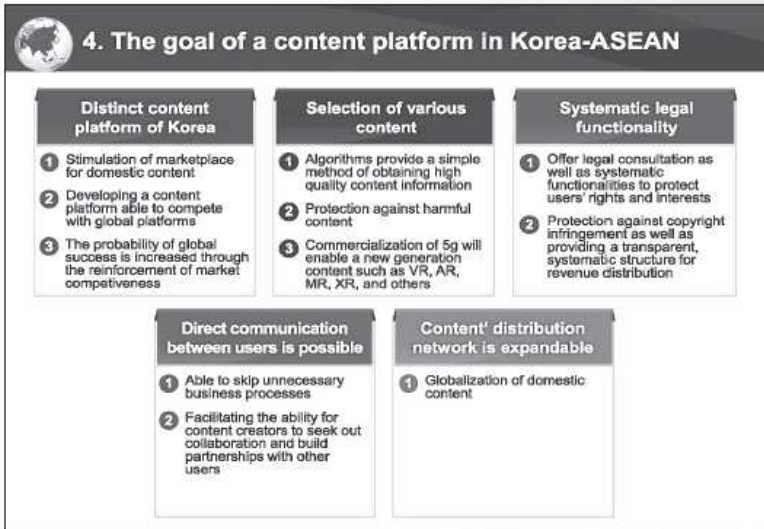 4. The goal of a content platform in Korea-ASEAN
Distinct content
platform of Korea
1 Stimulation of marketplace
for domestic content
2 Developing a content
platform able to compete
with global platforms
3 The probability of global
success is increased through
the reinforcement of market
competiveness
Selection of various
content
1 Algorithms provide a simple
method of obtaining high
quality content information
2 Protection against harmful
content
3 Commercialization of 5g will
enable a new generation
content such as VR, AR,
MR, XR, and others
Systematic legal
functionality
1 Offer legal consultation as
well as systematic
functionalities to protect
users' rights and interests
2 Protection against copyright
infringement as well as
providing a transparent,
systematic structure for
revenue distribution
Direct communication
between users is possible
1 Able to skip unnecessary
business processes
2 Facilitating the ability for
content creators to seek out
collaboration and build
partnerships with other
users
Content' distribution
network is expandable
1 Globalization of domestic
content